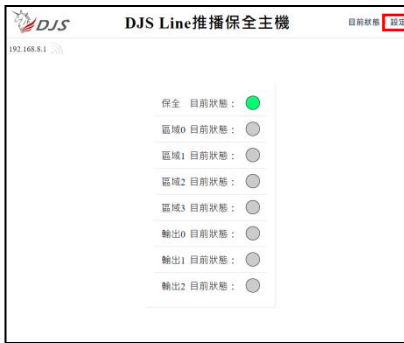 DJS
DJS Line推播保全主機
目前狀態
設定
192.168.8.1
保全 目前狀態：
區域0 目前狀態：
區域1 目前狀態：
區域2 目前狀態：
區域3 目前狀態：
輸出0 目前狀態：
輸出1 目前狀態：
輸出2 目前狀態：